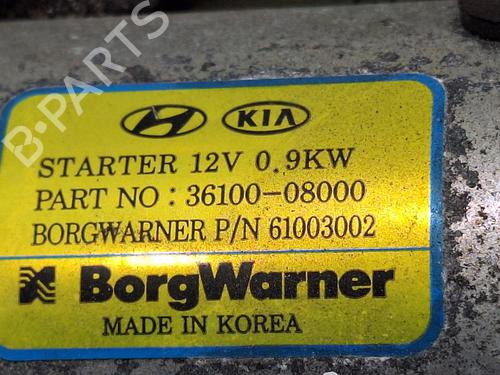 B-PARTS
KIA
STARTER 12V 0.9KW
PART NO : 36100-08000
BORGWARNER P/N 61003002
BorgWarner
MADE IN KOREA